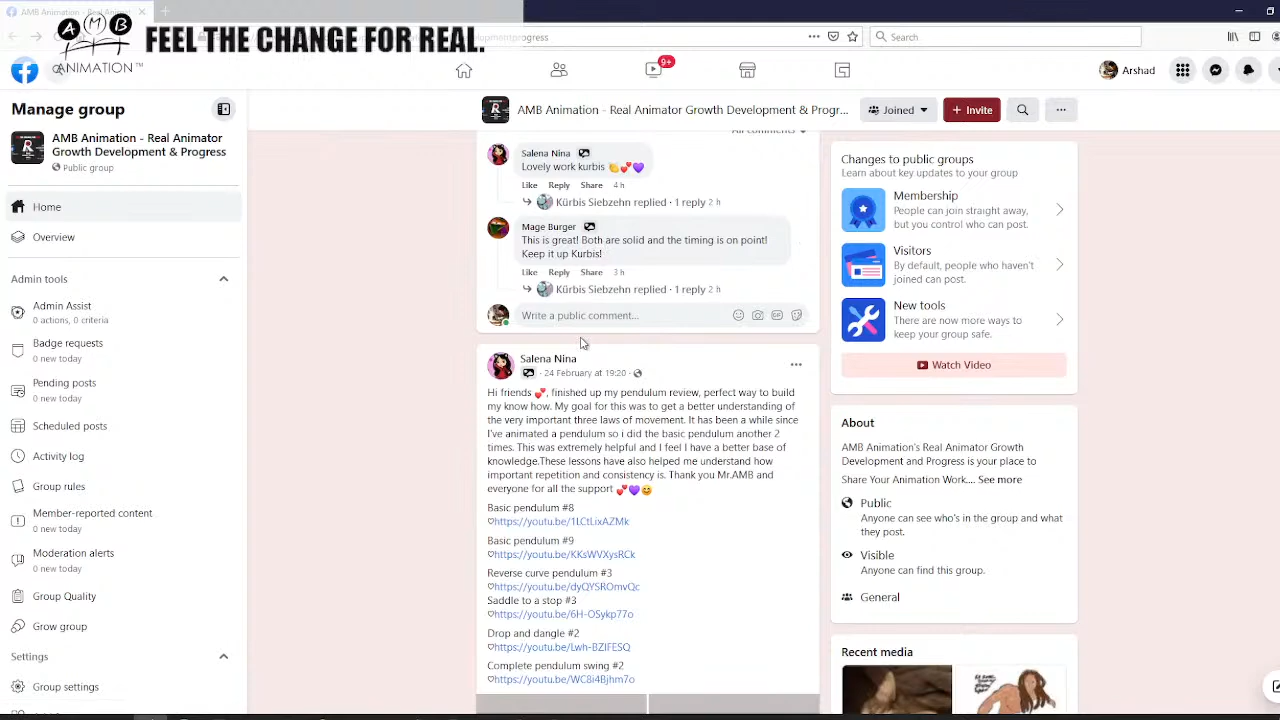 AMB Animation - Real Animat
AMB
ANIMATION™
FEEL THE CHANGE FOR REAL.
Search
9+
Arshad
Manage group
AMB Animation - Real Animator
Growth Development & Progress
Public group
Home
Overview
Admin tools
Admin Assist
0 actions, 0 criteria
Badge requests
0 new today
Pending posts
0 new today
Scheduled posts
Activity log
Group rules
Member-reported content
0 new today
Moderation alerts
0 new today
Group Quality
Grow group
Settings
Group settings
AMB Animation - Real Animator Growth Development & Progr...
Joined
+ Invite
All comments
Salena Nina
Lovely work kurbis 👏💕💜
Like Reply Share 4 h
Kürbis Siebzehn replied · 1 reply 2 h
Mage Burger
This is great! Both are solid and the timing is on point!
Keep it up Kurbis!
Like Reply Share 3 h
Kürbis Siebzehn replied · 1 reply 2 h
Write a public comment...
GIF
Salena Nina
· 24 February at 19:20 ·
Hi friends 💕, finished up my pendulum review, perfect way to build
my know how. My goal for this was to get a better understanding of
the very important three laws of movement. It has been a while since
I've animated a pendulum so i did the basic pendulum another 2
times. This was extremely helpful and I feel I have a better base of
knowledge.These lessons have also helped me understand how
important repetition and consistency is. Thank you Mr.AMB and
everyone for all the support 💕💜😊
Basic pendulum #8
♡https://youtu.be/1LCtLixAZMk
Basic pendulum #9
♡https://youtu.be/KKsWVXysRCk
Reverse curve pendulum #3
♡https://youtu.be/dyQYSROmvQc
Saddle to a stop #3
♡https://youtu.be/6H-OSykp77o
Drop and dangle #2
♡https://youtu.be/Lwh-BZIFESQ
Complete pendulum swing #2
♡https://youtu.be/WC8i4Bjhm7o
Changes to public groups
Learn about key updates to your group
Membership
People can join straight away,
but you control who can post.
Visitors
By default, people who haven't
joined can post.
New tools
There are now more ways to
keep your group safe.
Watch Video
About
AMB Animation's Real Animator Growth
Development and Progress is your place to
Share Your Animation Work.... See more
Public
Anyone can see who's in the group and what
they post.
Visible
Anyone can find this group.
General
Recent media